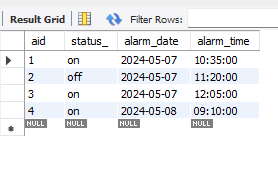 Result Grid Filter Rows:
aid status_ alarm_date alarm_time
1 on 2024-05-07 10:35:00
2 off 2024-05-07 11:20:00
3 on 2024-05-07 12:05:00
4 on 2024-05-08 09:10:00
NULL NULL NULL NULL